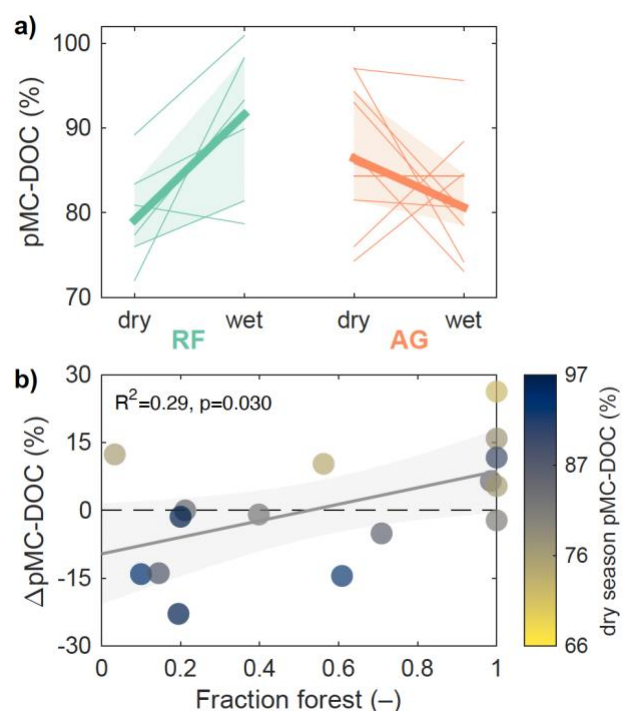 a)
100
90
80
70
pMC-DOC (%)
dry wet dry wet
RF AG
b)
R²=0.29, p=0.030
30
15
0
-15
-30
ΔpMC-DOC (%)
0 0.2 0.4 0.6 0.8 1
Fraction forest (–)
97
87
76
66
dry season pMC-DOC (%)